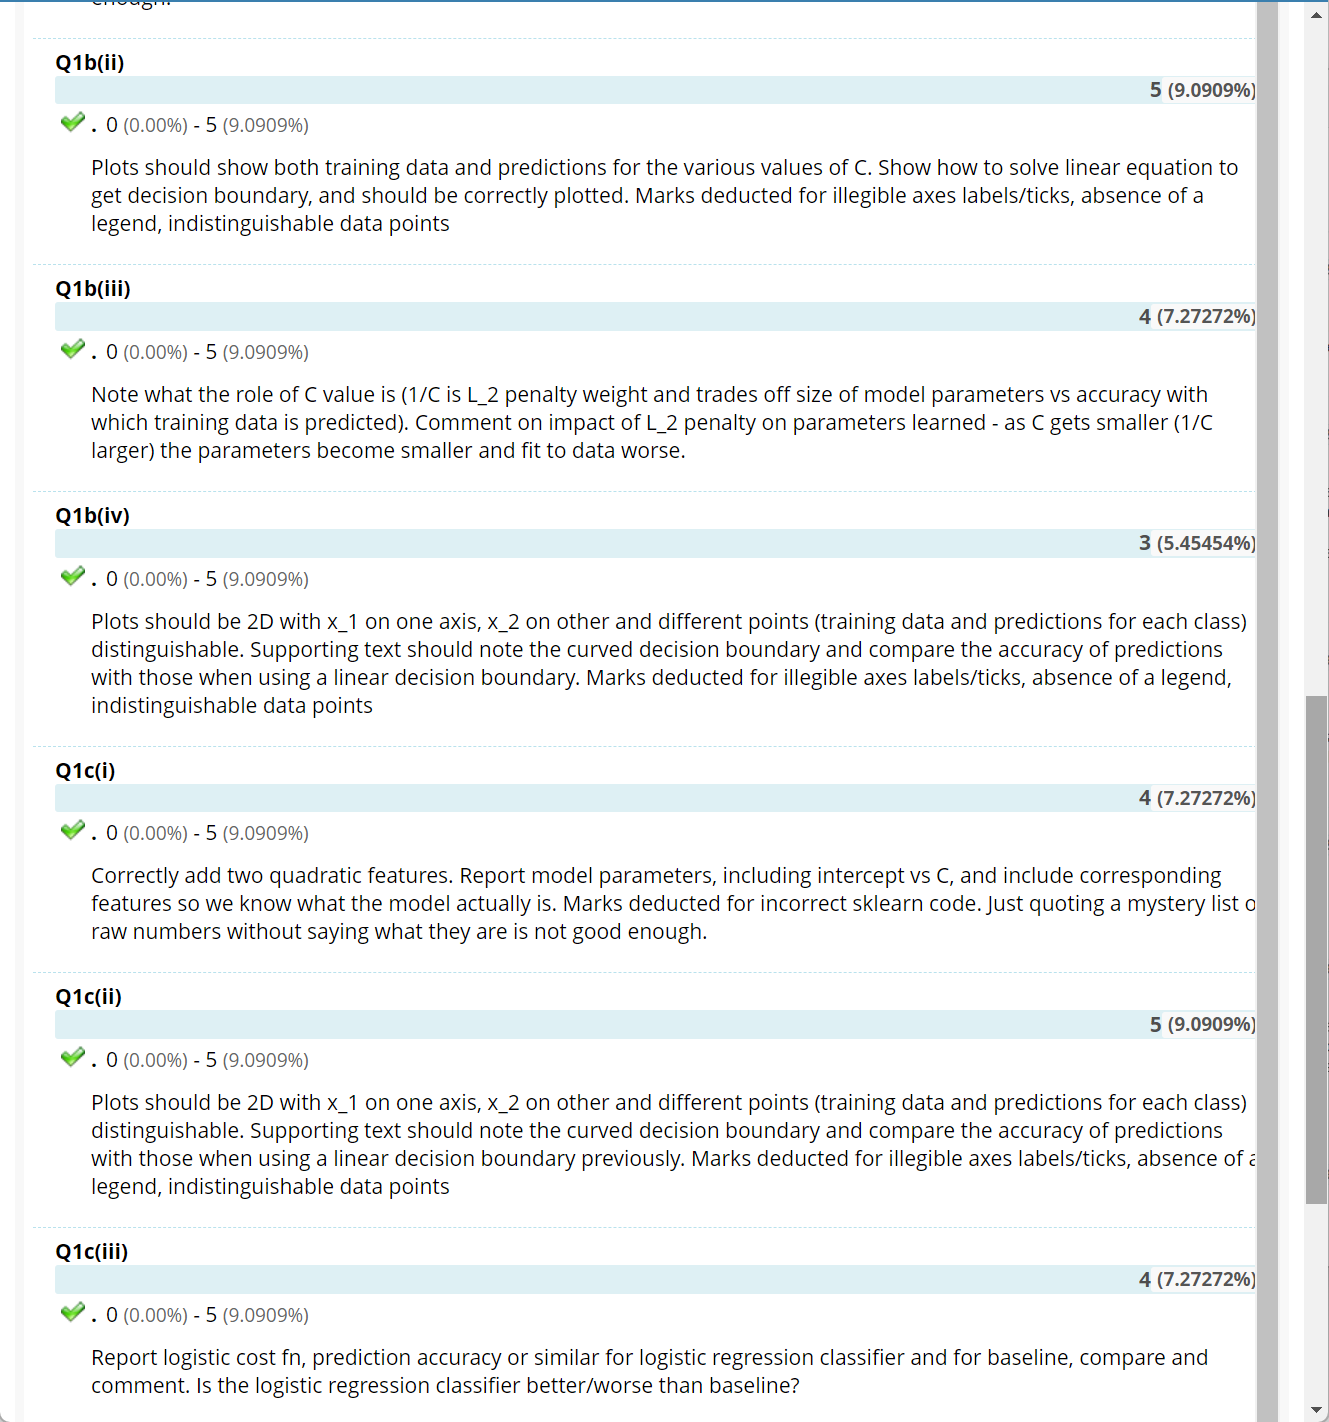 enough.
Q1b(ii)
5 (9.0909%)
. 0 (0.00%) - 5 (9.0909%)
Plots should show both training data and predictions for the various values of C. Show how to solve linear equation to
get decision boundary, and should be correctly plotted. Marks deducted for illegible axes labels/ticks, absence of a
legend, indistinguishable data points
Q1b(iii)
4 (7.27272%)
. 0 (0.00%) - 5 (9.0909%)
Note what the role of C value is (1/C is L_2 penalty weight and trades off size of model parameters vs accuracy with
which training data is predicted). Comment on impact of L_2 penalty on parameters learned - as C gets smaller (1/C
larger) the parameters become smaller and fit to data worse.
Q1b(iv)
3 (5.45454%)
. 0 (0.00%) - 5 (9.0909%)
Plots should be 2D with x_1 on one axis, x_2 on other and different points (training data and predictions for each class)
distinguishable. Supporting text should note the curved decision boundary and compare the accuracy of predictions
with those when using a linear decision boundary. Marks deducted for illegible axes labels/ticks, absence of a legend,
indistinguishable data points
Q1c(i)
4 (7.27272%)
. 0 (0.00%) - 5 (9.0909%)
Correctly add two quadratic features. Report model parameters, including intercept vs C, and include corresponding
features so we know what the model actually is. Marks deducted for incorrect sklearn code. Just quoting a mystery list o
raw numbers without saying what they are is not good enough.
Q1c(ii)
5 (9.0909%)
. 0 (0.00%) - 5 (9.0909%)
Plots should be 2D with x_1 on one axis, x_2 on other and different points (training data and predictions for each class)
distinguishable. Supporting text should note the curved decision boundary and compare the accuracy of predictions
with those when using a linear decision boundary previously. Marks deducted for illegible axes labels/ticks, absence of a
legend, indistinguishable data points
Q1c(iii)
4 (7.27272%)
. 0 (0.00%) - 5 (9.0909%)
Report logistic cost fn, prediction accuracy or similar for logistic regression classifier and for baseline, compare and
comment. Is the logistic regression classifier better/worse than baseline?